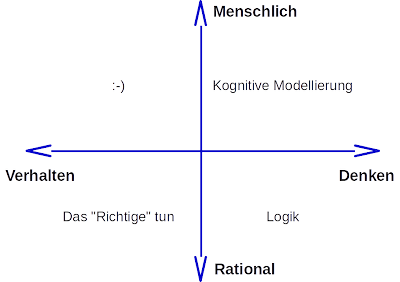 Menschlich
:-)
Kognitive Modellierung
Verhalten
Denken
Das "Richtige" tun
Logik
Rational